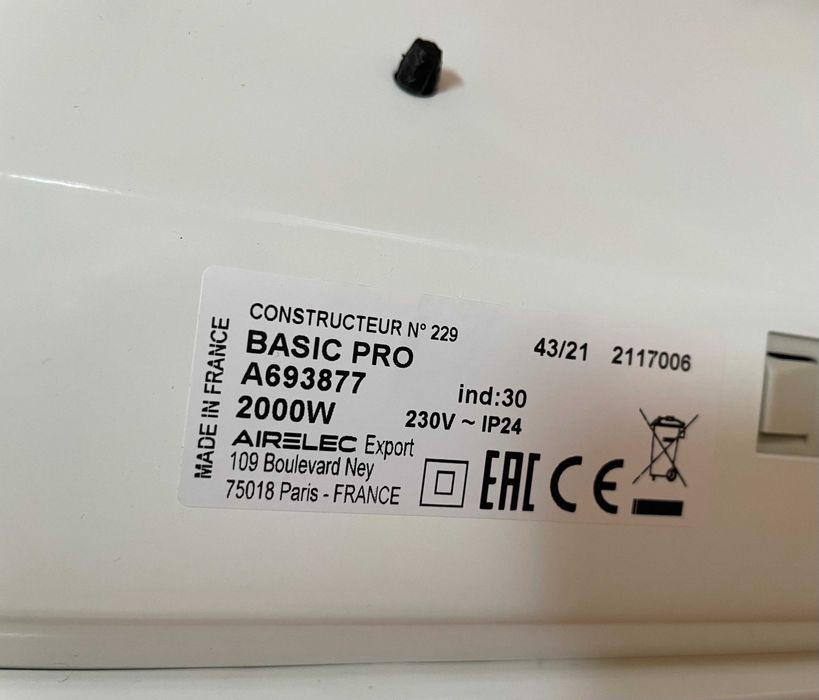 MADE IN FRANCE
CONSTRUCTEUR N° 229
BASIC PRO
43/21 2117006
A693877
ind:30
2000W
230V ~ IP24
AIRELEC Export
109 Boulevard Ney
75018 Paris - FRANCE
EAC CE